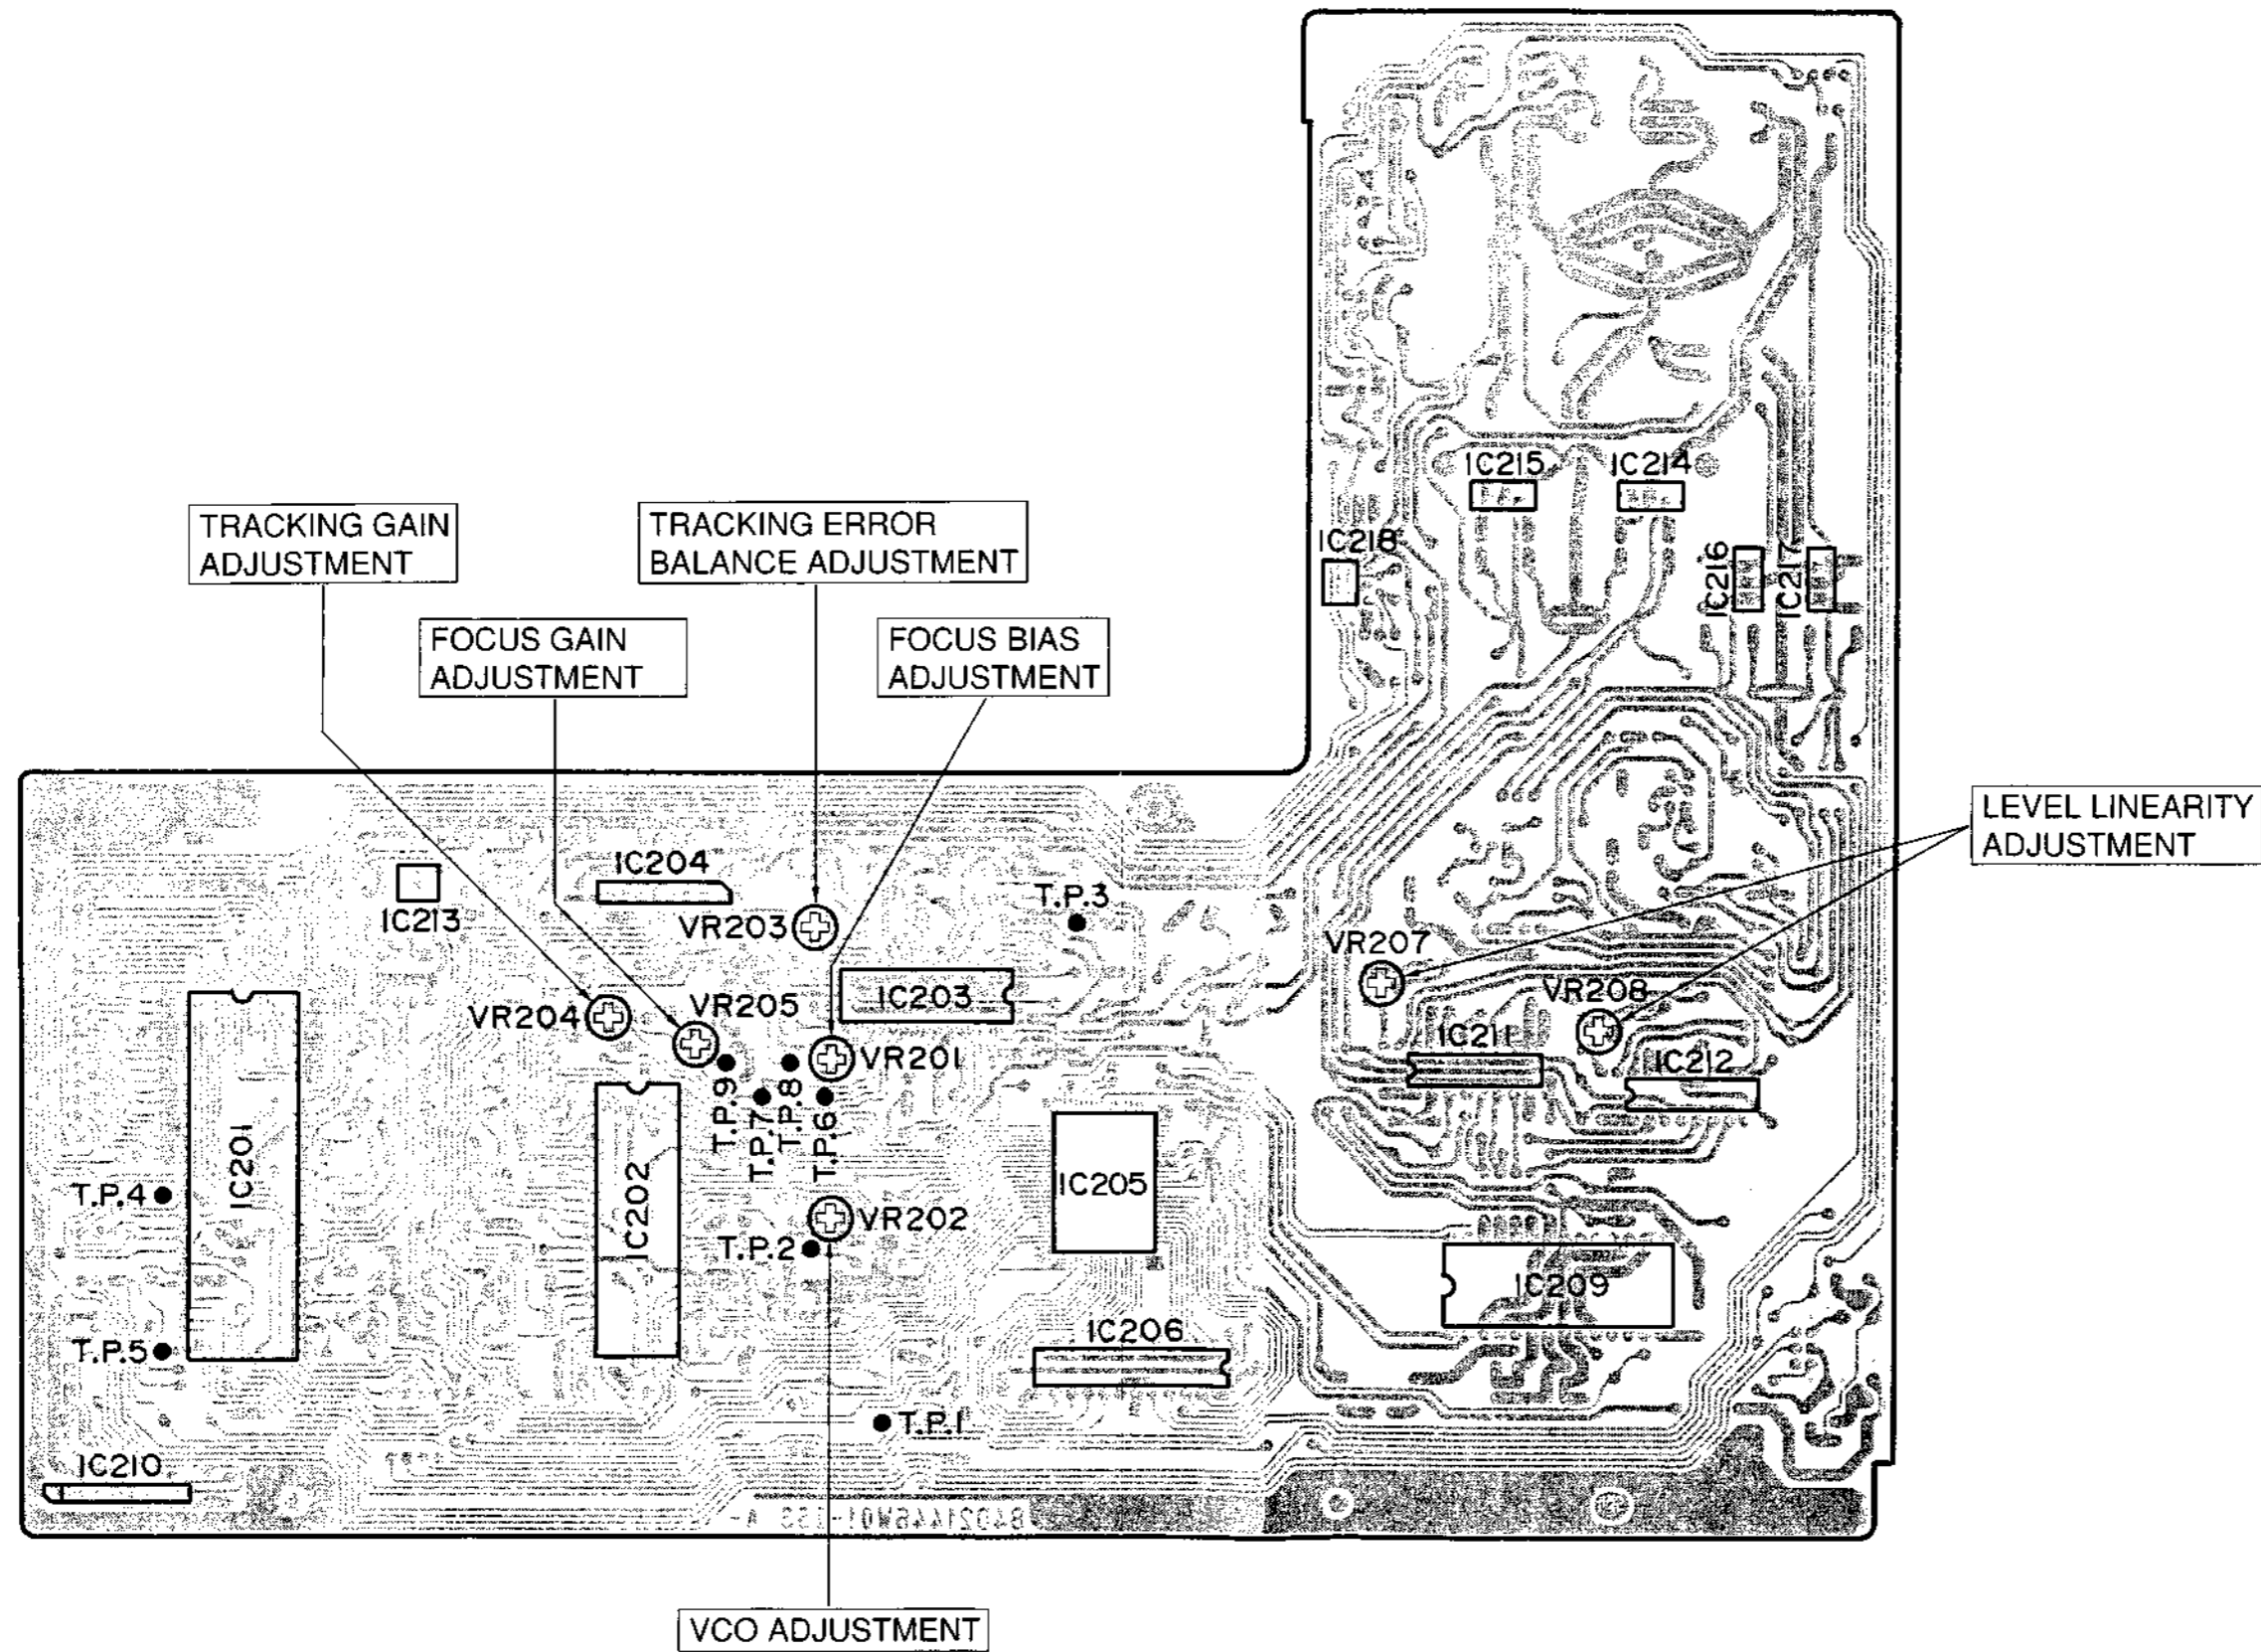 IC215
IC214
TRACKING GAIN
ADJUSTMENT
TRACKING ERROR
BALANCE ADJUSTMENT
IC218
IC216
IC217
FOCUS GAIN
ADJUSTMENT
FOCUS BIAS
ADJUSTMENT
LEVEL LINEARITY
ADJUSTMENT
IC204
IC213
VR203
T.P.3
VR207
IC203
VR208
VR204
VR205
IC211
VR201
IC212
T.P.9
T.P.7
T.P.8
T.P.6
IC201
IC202
IC205
T.P.4
VR202
T.P.2
IC209
IC206
T.P.5
T.P.1
IC210
VCO ADJUSTMENT